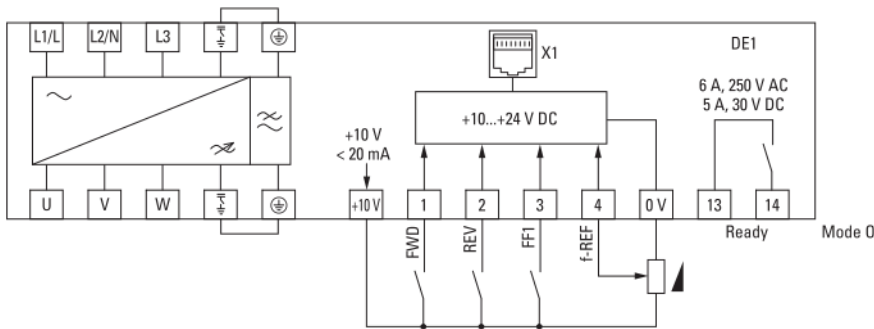 L1/L L2/N L3
X1
DE1
6 A, 250 V AC
5 A, 30 V DC
+10...+24 V DC
+10 V
< 20 mA
U V W +10 V 1 2 3 4 0 V 13 14
FWD REV FF1 f-REF
Ready
Mode 0